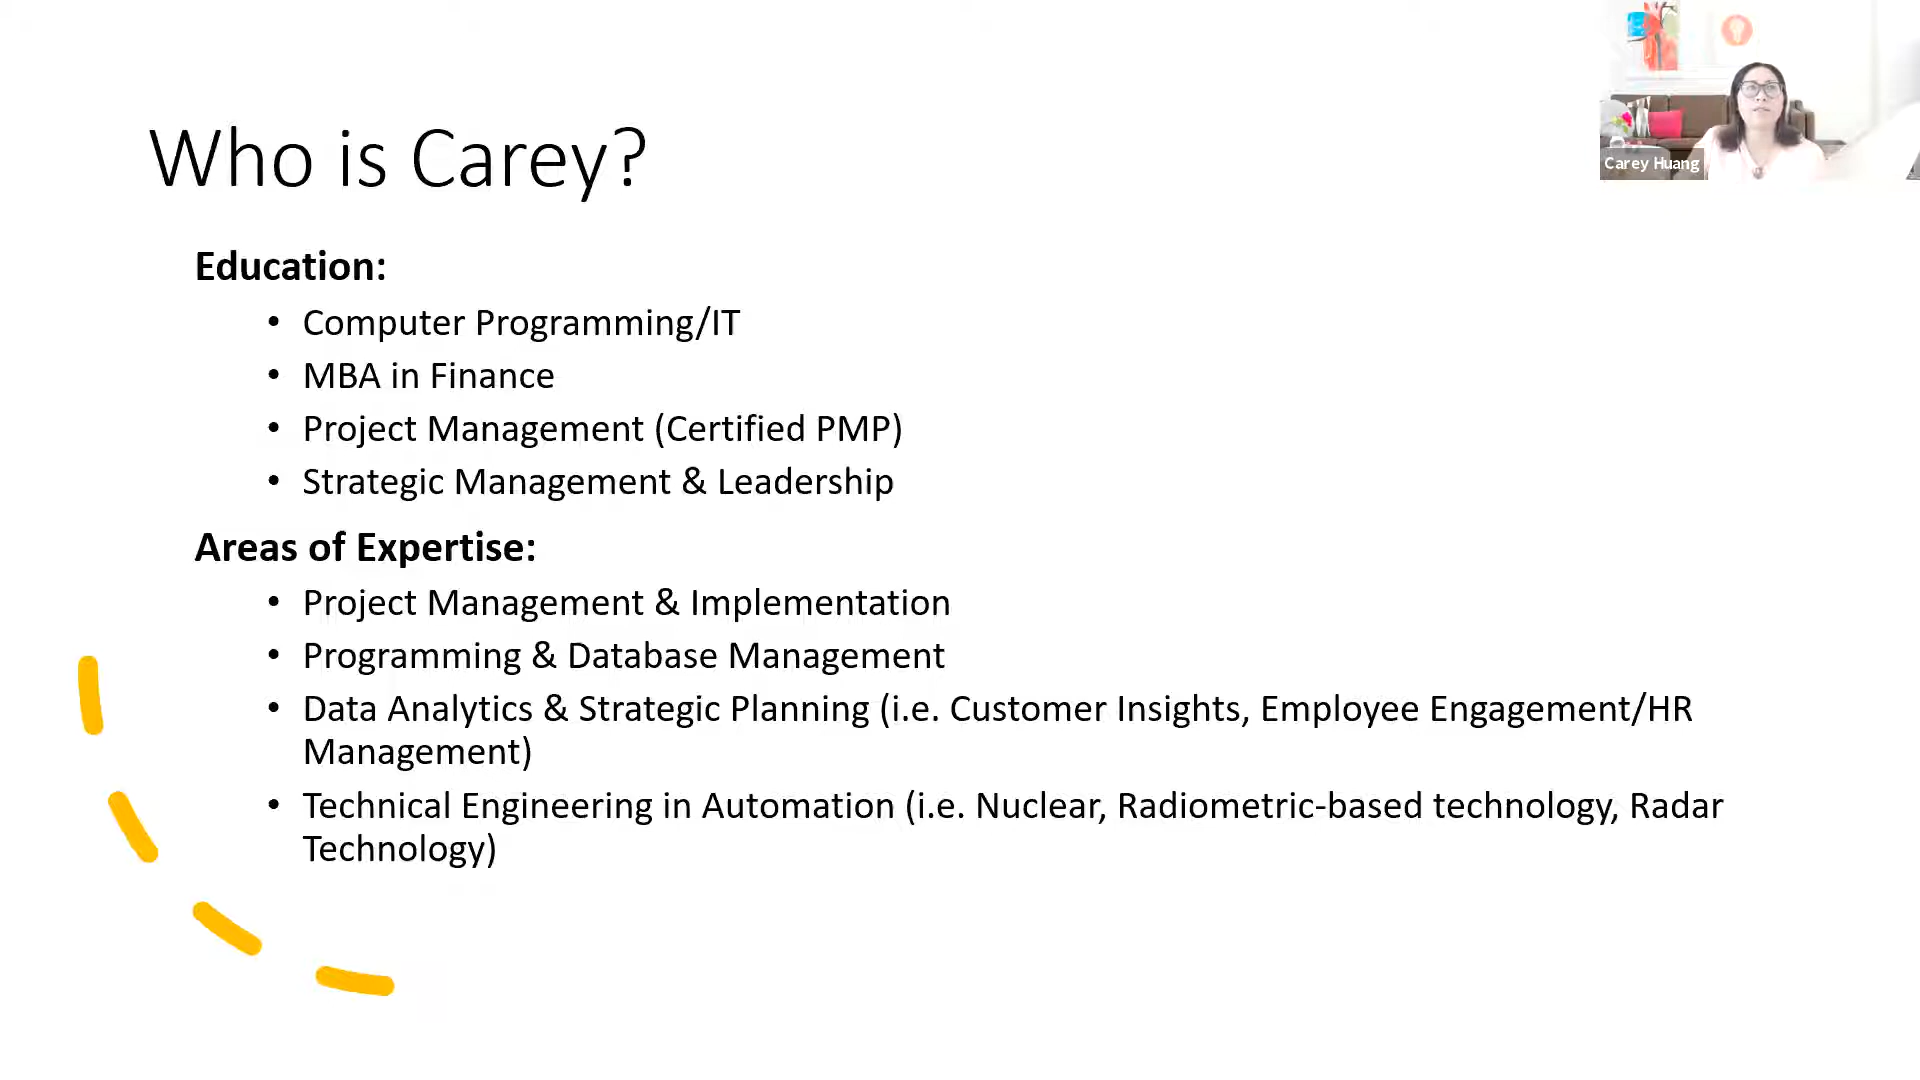 Who is Carey?
Carey Huang
Education:
• Computer Programming/IT
• MBA in Finance
• Project Management (Certified PMP)
• Strategic Management & Leadership
Areas of Expertise:
• Project Management & Implementation
• Programming & Database Management
• Data Analytics & Strategic Planning (i.e. Customer Insights, Employee Engagement/HR
Management)
• Technical Engineering in Automation (i.e. Nuclear, Radiometric-based technology, Radar
Technology)